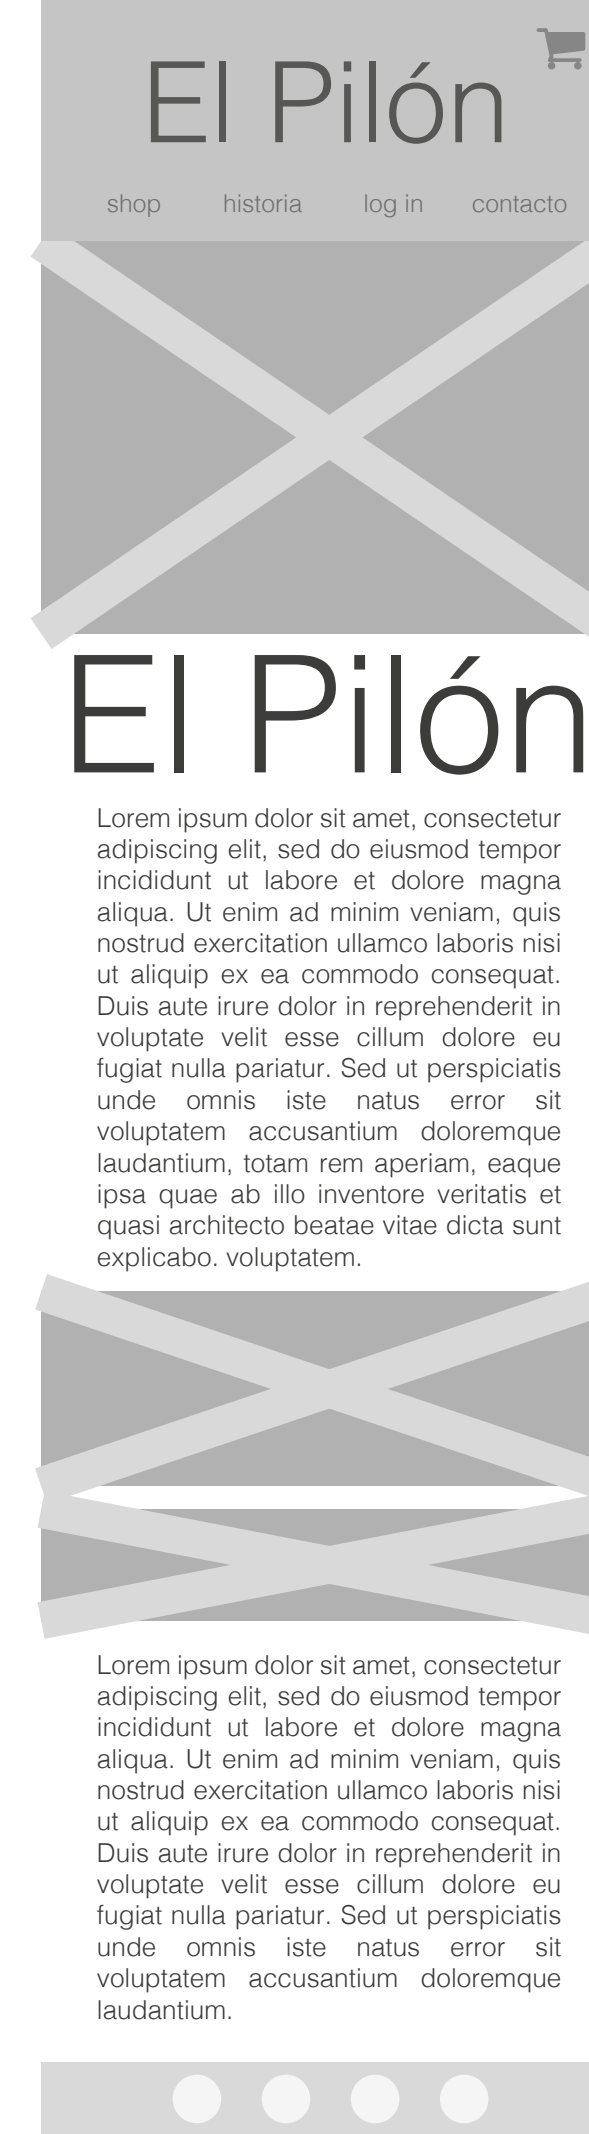 El Pilón
shop historia log in contacto
El Pilón
Lorem ipsum dolor sit amet, consectetur
adipiscing elit, sed do eiusmod tempor
incididunt ut labore et dolore magna
aliqua. Ut enim ad minim veniam, quis
nostrud exercitation ullamco laboris nisi
ut aliquip ex ea commodo consequat.
Duis aute irure dolor in reprehenderit in
voluptate velit esse cillum dolore eu
fugiat nulla pariatur. Sed ut perspiciatis
unde omnis iste natus error sit
voluptatem accusantium doloremque
laudantium, totam rem aperiam, eaque
ipsa quae ab illo inventore veritatis et
quasi architecto beatae vitae dicta sunt
explicabo. voluptatem.
Lorem ipsum dolor sit amet, consectetur
adipiscing elit, sed do eiusmod tempor
incididunt ut labore et dolore magna
aliqua. Ut enim ad minim veniam, quis
nostrud exercitation ullamco laboris nisi
ut aliquip ex ea commodo consequat.
Duis aute irure dolor in reprehenderit in
voluptate velit esse cillum dolore eu
fugiat nulla pariatur. Sed ut perspiciatis
unde omnis iste natus error sit
voluptatem accusantium doloremque
laudantium.